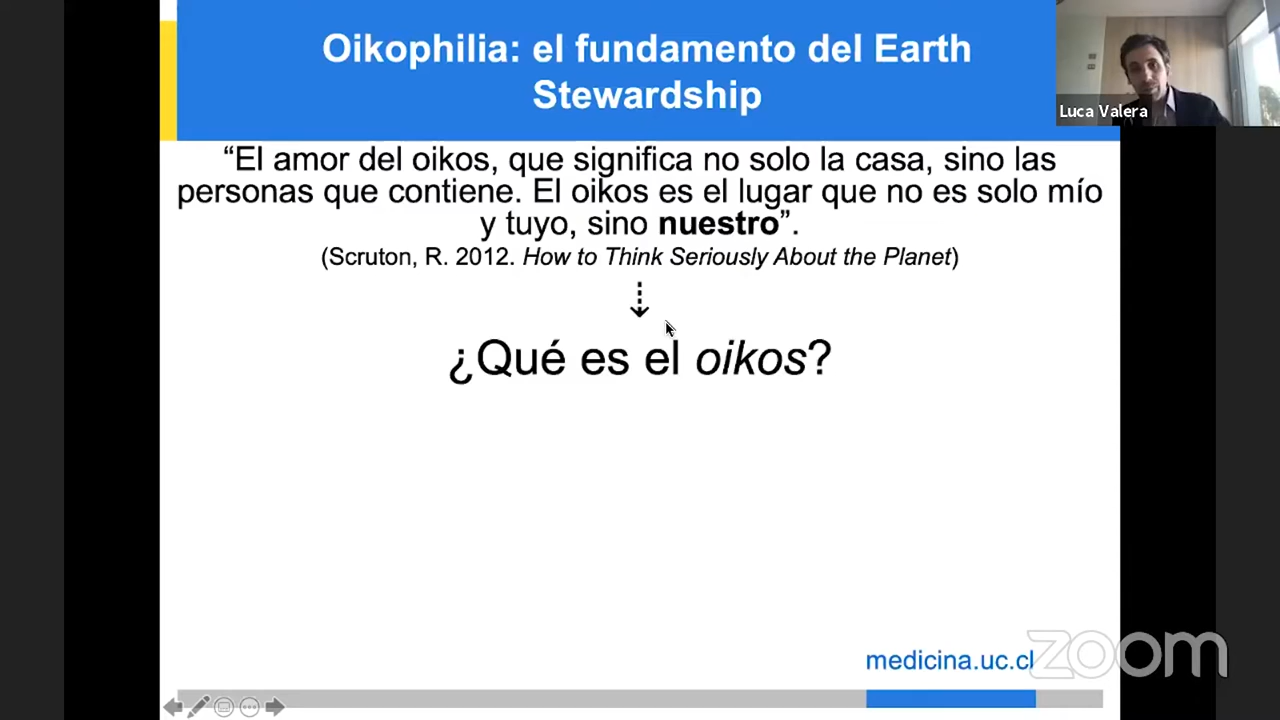 Oikophilia: el fundamento del Earth
Stewardship
Luca Valera
“El amor del oikos, que significa no solo la casa, sino las
personas que contiene. El oikos es el lugar que no es solo mío
y tuyo, sino nuestro”.
(Scruton, R. 2012. How to Think Seriously About the Planet)
¿Qué es el oikos?
medicina.uc.cl
zoom